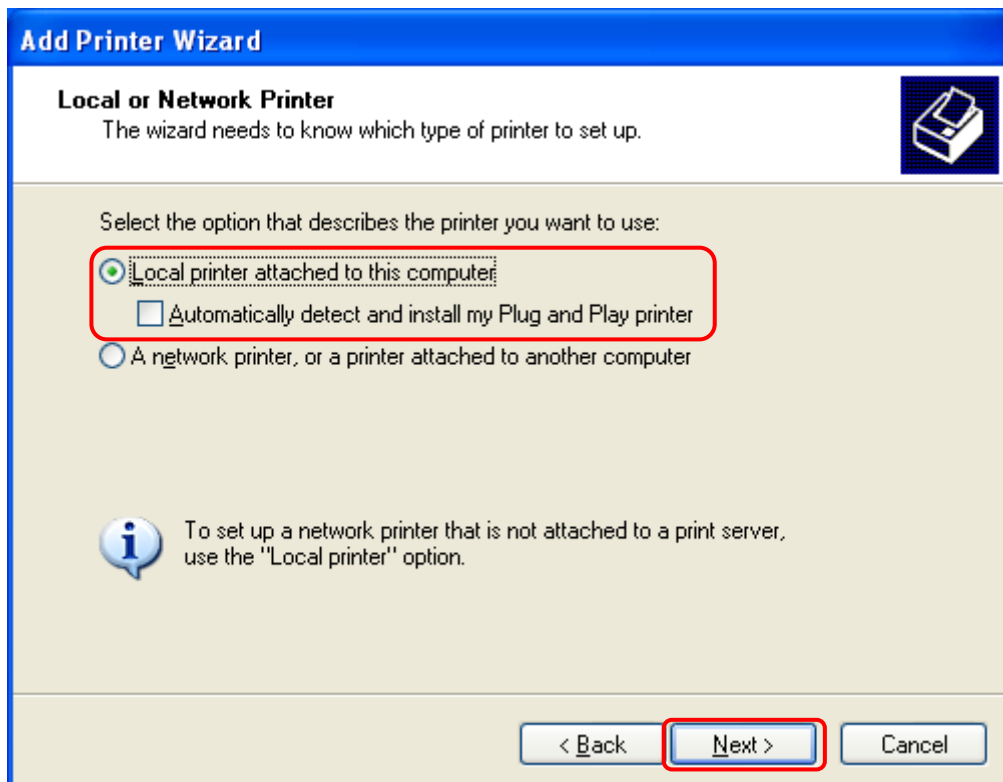 Add Printer Wizard
Local or Network Printer
The wizard needs to know which type of printer to set up.
Select the option that describes the printer you want to use:
Local printer attached to this computer
Automatically detect and install my Plug and Play printer
A network printer, or a printer attached to another computer
To set up a network printer that is not attached to a print server,
use the "Local printer" option.
< Back Next > Cancel